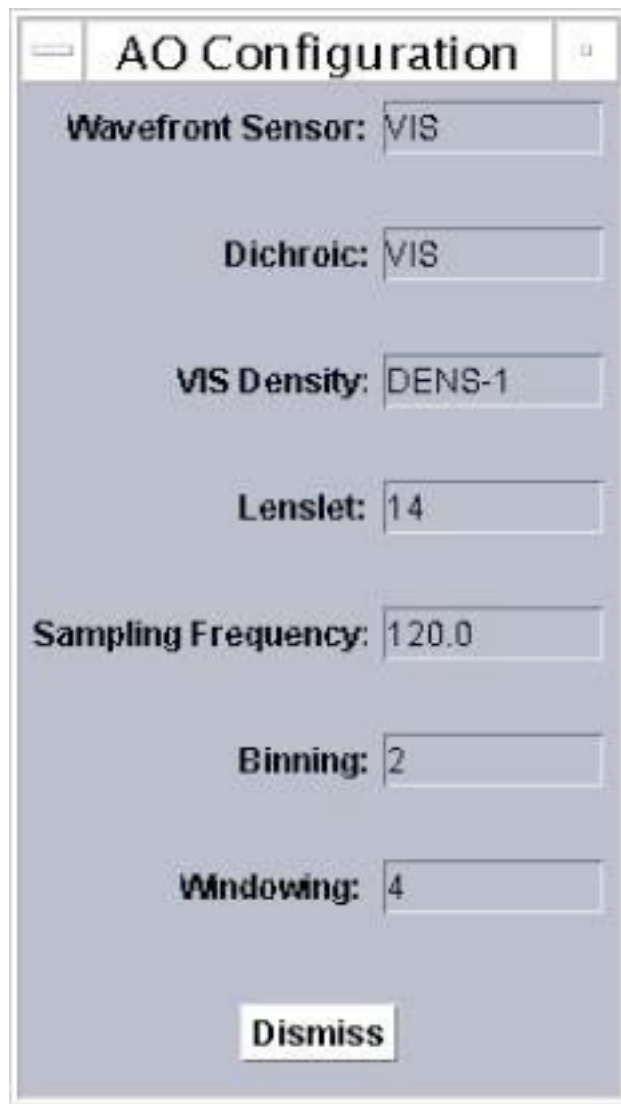 AO Configuration
Wavefront Sensor: VIS
Dichroic: VIS
VIS Density: DENS-1
Lenslet: 14
Sampling Frequency: 120.0
Binning: 2
Windowing: 4
Dismiss